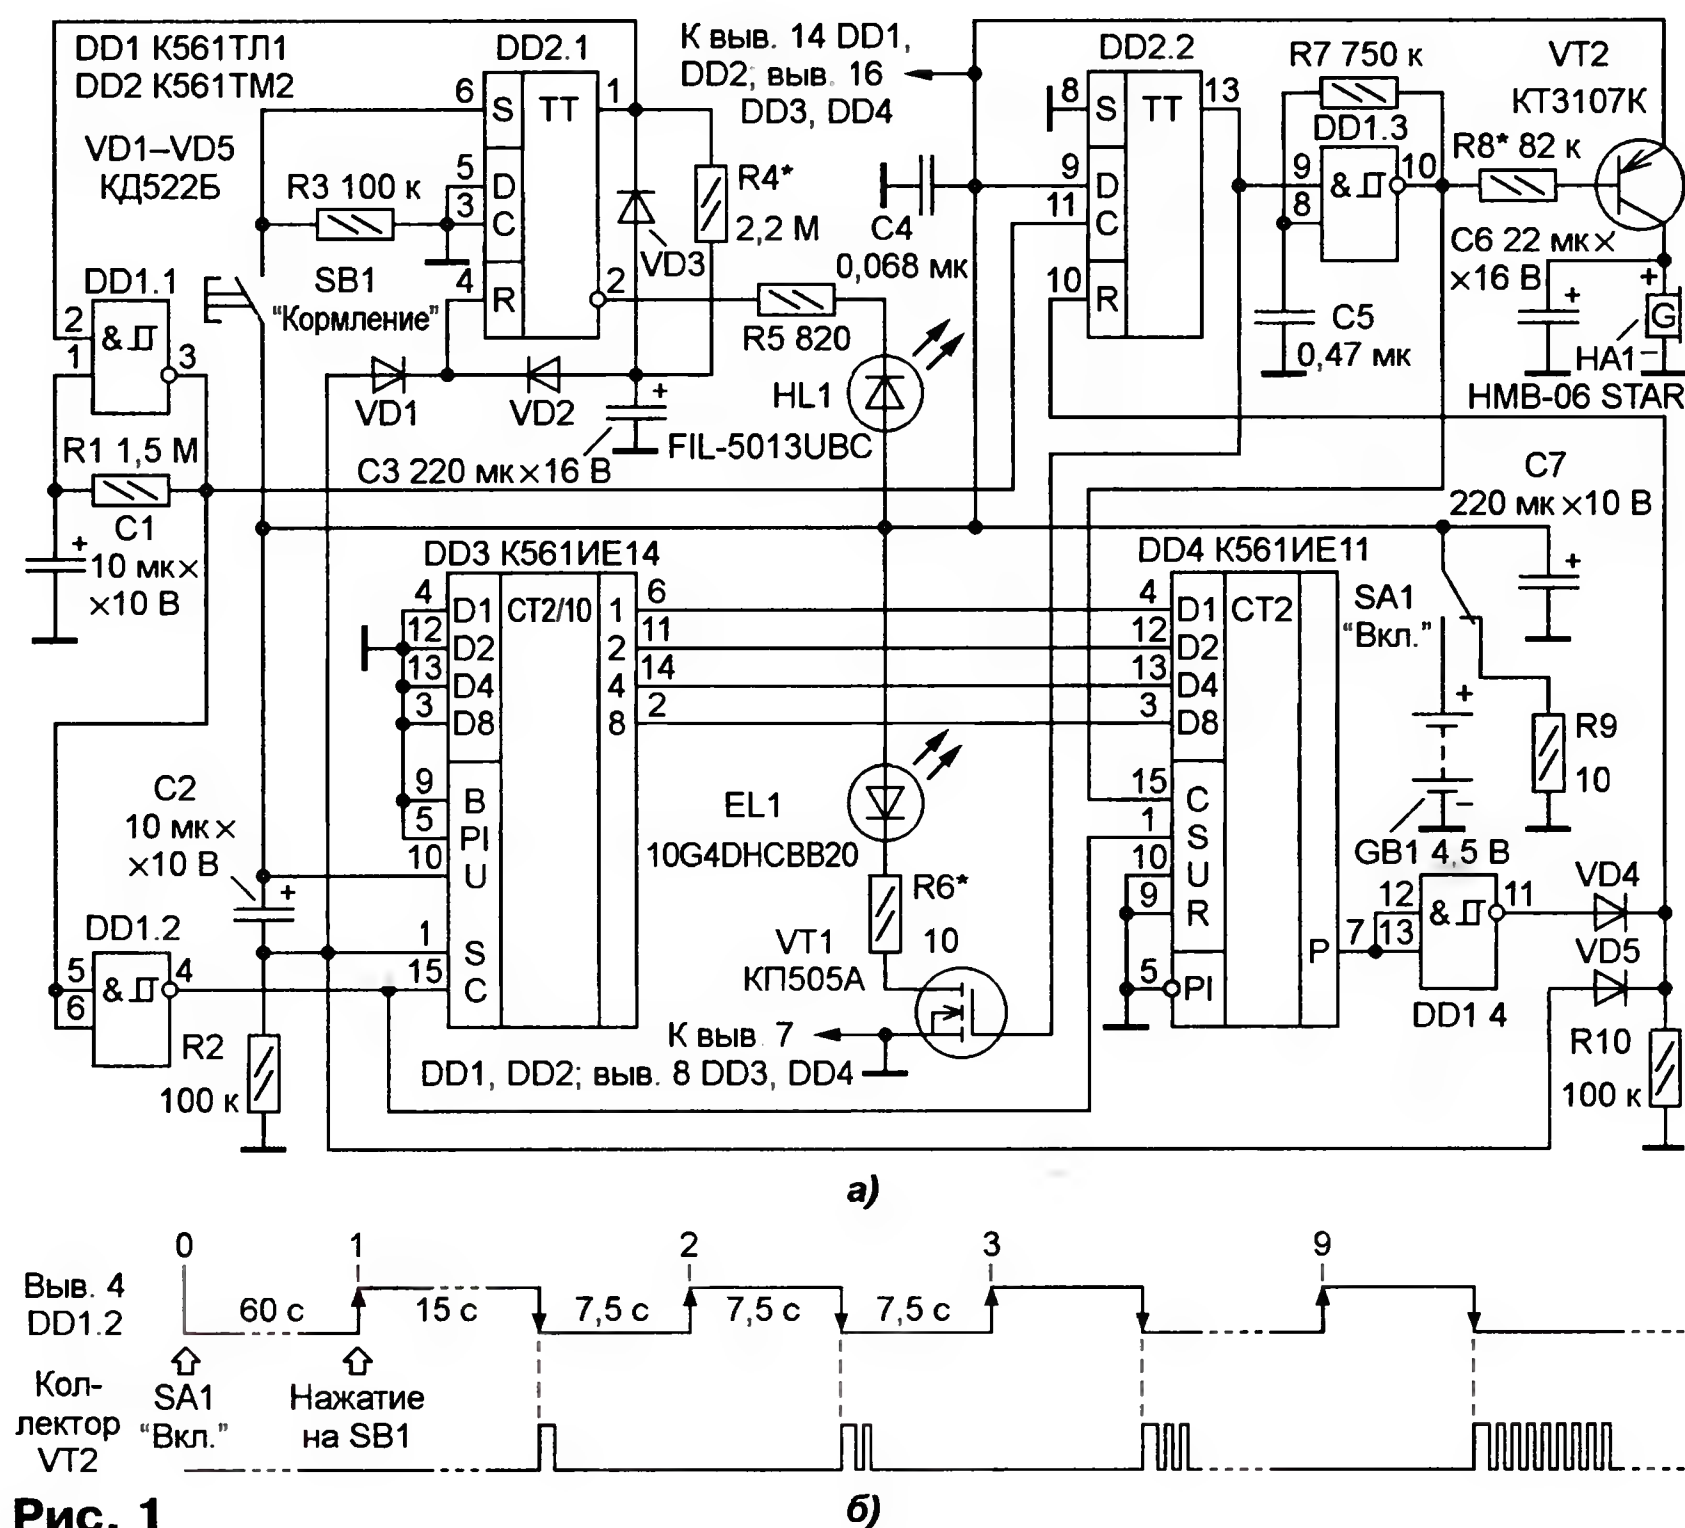 DD1 К561ТЛ1
DD2 К561ТМ2
VD1–VD5
КД522Б
DD2.1
6 S TT 1
5 D
3 C
4 R 2
R3 100 к
R4*
2,2 М
VD3
К выв. 14 DD1,
DD2; выв. 16
DD3, DD4
C4
0,068 мк
DD2.2
8 S TT 13
9 D
11 C
10 R
R7 750 к
DD1.3
9 & 10
8
VT2
КТ3107К
R8* 82 к
C6 22 мк×
×16 В
+
+
G
HA1
–
HMB-06 STAR
C5
0,47 мк
DD1.1
2 &
1 3
SB1
"Кормление"
VD1 VD2
+
R5 820
HL1
FIL-5013UBC
C3 220 мк×16 В
R1 1,5 М
C1
+
10 мк×
×10 В
C7
220 мк×10 В
+
DD3 К561ИЕ14
4 D1 CT2/10 1 6
12 D2 2 11
13 D4 4 14
3 D8 8 2
9 B
5 PI
10 U
1 S
15 C
DD4 К561ИЕ11
4 D1 CT2
12 D2
13 D4
3 D8
15 C
1 S
10 U
9 R
5 PI
P 7
SA1
"Вкл."
+
–
GB1 4,5 В
R9
10
C2
10 мк×
×10 В
+
EL1
10G4DHCBB20
R6*
10
VT1
КП505А
12 & 11
13
DD1 4
VD4
VD5
R10
100 к
DD1.2
5 & 4
6
R2
100 к
К выв. 7
DD1, DD2; выв. 8 DD3, DD4
а)
0 1 2 3 9
Выв. 4
DD1.2
60 с 15 с 7,5 с 7,5 с 7,5 с
Кол-
лектор
VT2
SA1
"Вкл."
Нажатие
на SB1
Рис. 1
б)